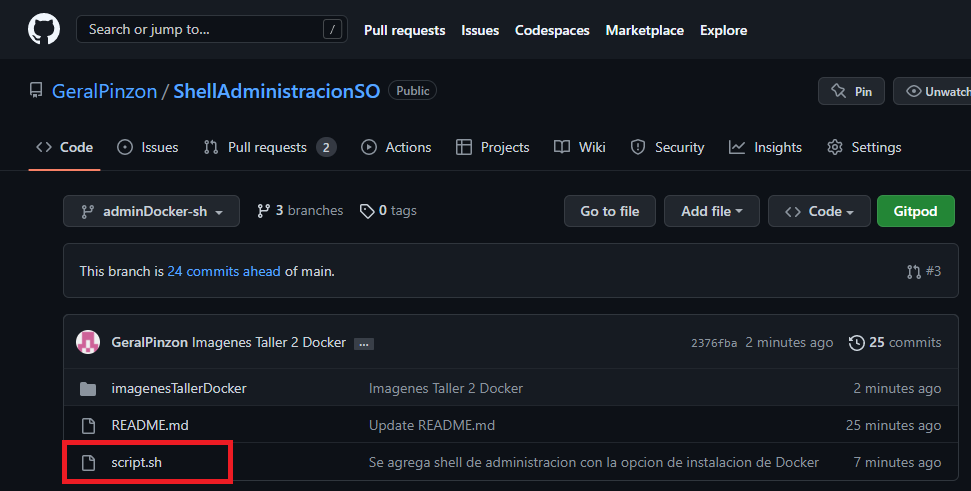 Search or jump to... /
Pull requests Issues Codespaces Marketplace Explore
GeralPinzon / ShellAdministracionSO Public
Pin Unwatch
Code Issues Pull requests 2 Actions Projects Wiki Security Insights Settings
adminDocker-sh 3 branches 0 tags Go to file Add file Code Gitpod
This branch is 24 commits ahead of main. #3
GeralPinzon Imagenes Taller 2 Docker ... 2376fba 2 minutes ago 25 commits
imagenesTallerDocker Imagenes Taller 2 Docker 2 minutes ago
README.md Update README.md 25 minutes ago
script.sh Se agrega shell de administracion con la opcion de instalacion de Docker 7 minutes ago